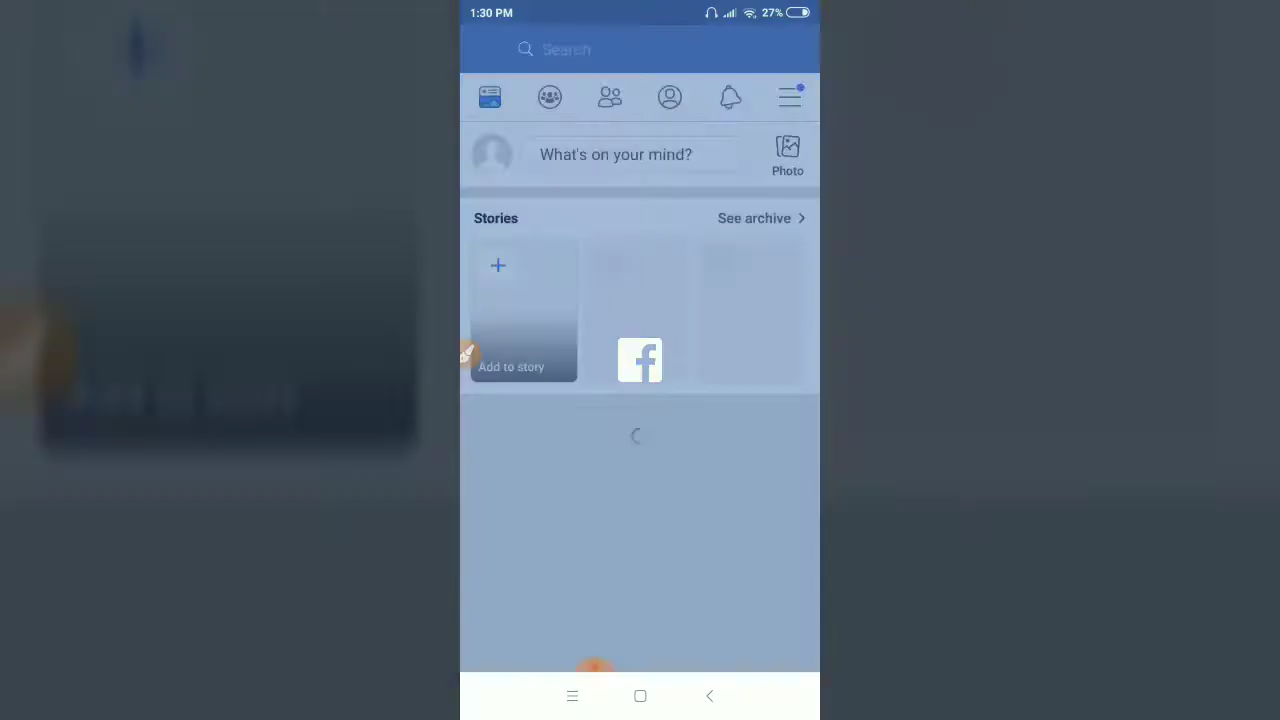 1:30 PM 27%
Search
What's on your mind?
Photo
Stories See archive
Add to story
f